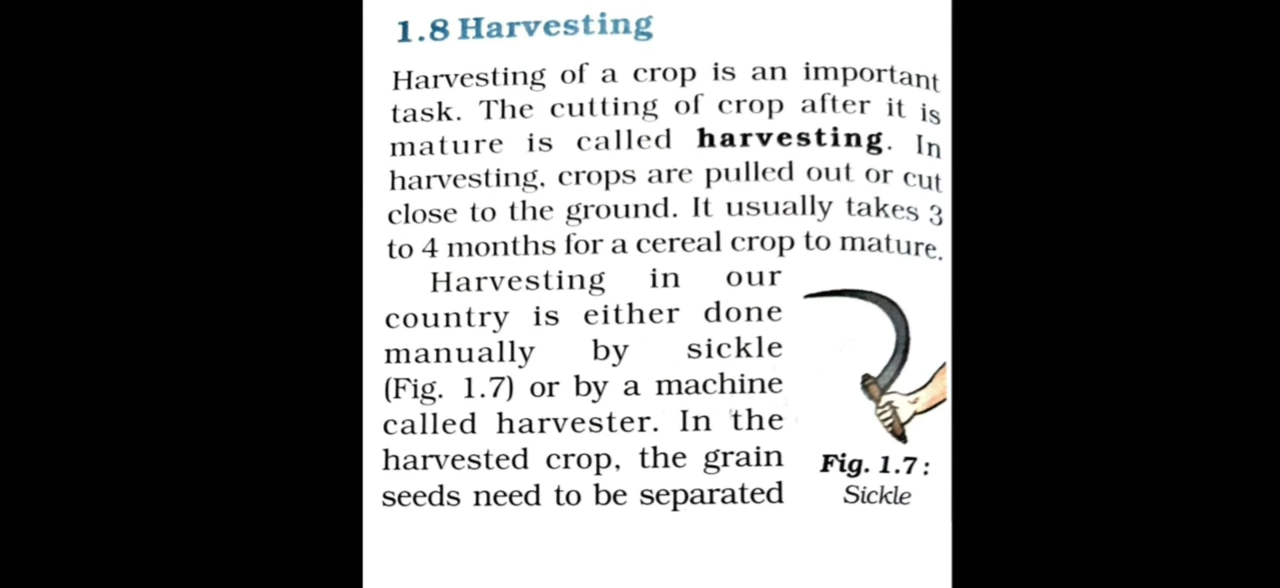 1.8 Harvesting
Harvesting of a crop is an important
task. The cutting of crop after it is
mature is called harvesting. In
harvesting, crops are pulled out or cut
close to the ground. It usually takes 3
to 4 months for a cereal crop to mature.
Harvesting in our
country is either done
manually by sickle
(Fig. 1.7) or by a machine
called harvester. In the
harvested crop, the grain
seeds need to be separated
Fig. 1.7:
Sickle